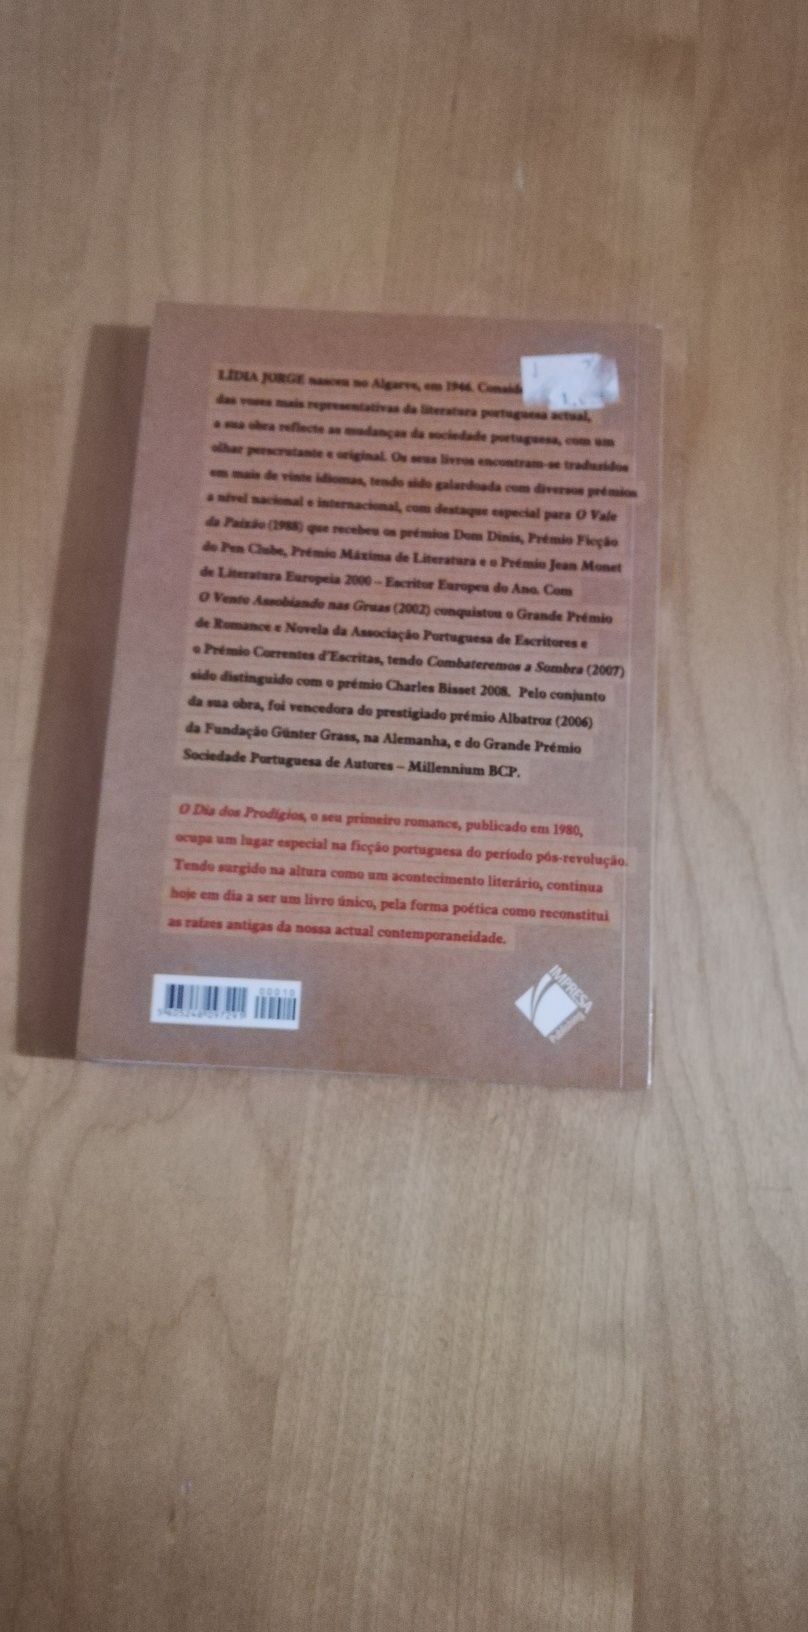 LÍDIA JORGE nasceu no Algarve, em 1946.
das vozes mais representativas da literatura portuguesa actual,
a sua obra reflecte as mudanças da sociedade portuguesa, com um
olhar perscrutante e original. Os seus livros encontram-se traduzidos
em mais de vinte idiomas, tendo sido galardoada com diversos prémios
a nível nacional e internacional, com destaque especial para O Vale
da Paixão (1988) que recebeu os prémios Dom Dinis, Prémio Ficção
do Pen Clube, Prémio Máxima de Literatura e o Prémio Jean Monet
de Literatura Europeia 2000 – Escritor Europeu do Ano. Com
O Vento Assobiando nas Gruas (2002) conquistou o Grande Prémio
de Romance e Novela da Associação Portuguesa de Escritores e
o Prémio Correntes d'Escritas, tendo Combateremos a Sombra (2007)
sido distinguido com o prémio Charles Bisset 2008. Pelo conjunto
da sua obra, foi vencedora do prestigiado prémio Albatroz (2006)
da Fundação Günter Grass, na Alemanha, e do Grande Prémio
Sociedade Portuguesa de Autores – Millennium BCP.
O Dia dos Prodígios, o seu primeiro romance, publicado em 1980,
ocupa um lugar especial na ficção portuguesa do período pós-revolução.
Tendo surgido na altura como um acontecimento literário, continua
hoje em dia a ser um livro único, pela forma poética como reconstitui
as raízes antigas da nossa actual contemporaneidade.
00010
IMPRESA
Publishing